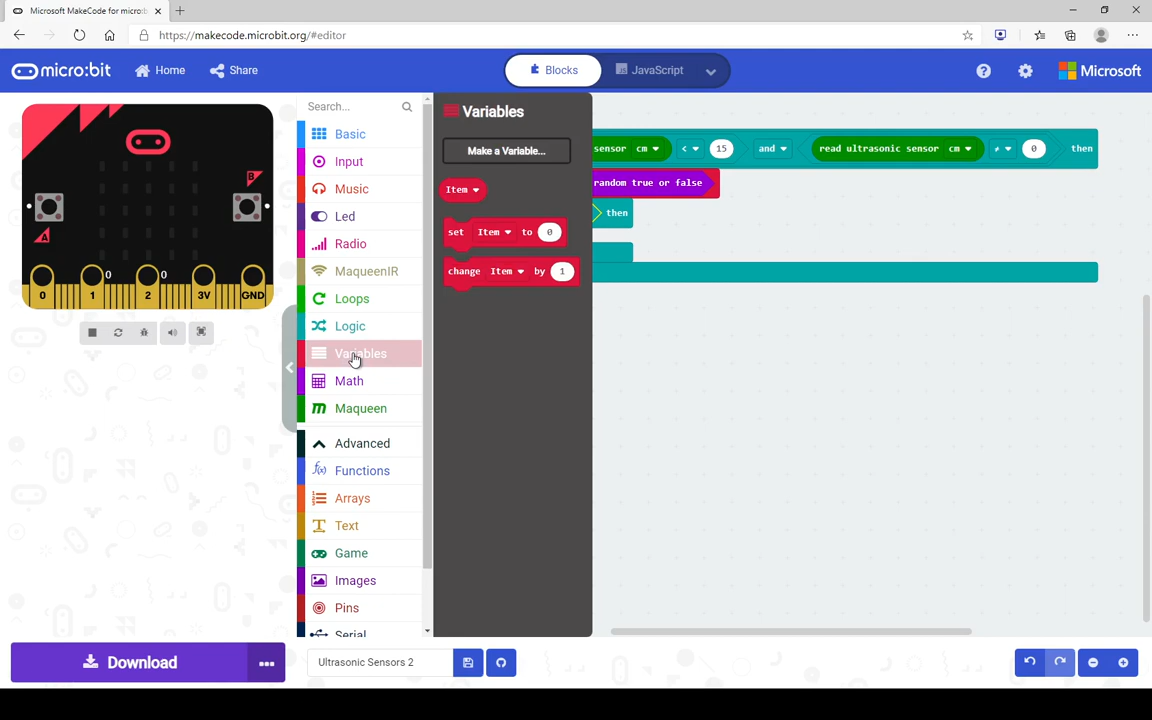 Microsoft MakeCode for micro:b
https://makecode.microbit.org/#editor
micro:bit
Home
Share
Blocks
JavaScript
Microsoft
Search...
Basic
Input
Music
Led
Radio
MaqueenIR
Loops
Logic
Variables
Math
Maqueen
Advanced
Functions
Arrays
Text
Game
Images
Pins
Serial
Variables
Make a Variable...
Item
set Item to 0
change Item by 1
sensor cm < 15 and read ultrasonic sensor cm ≠ 0 then
random true or false
then
B
A
0 0
0 1 2 3V GND
Download
Ultrasonic Sensors 2